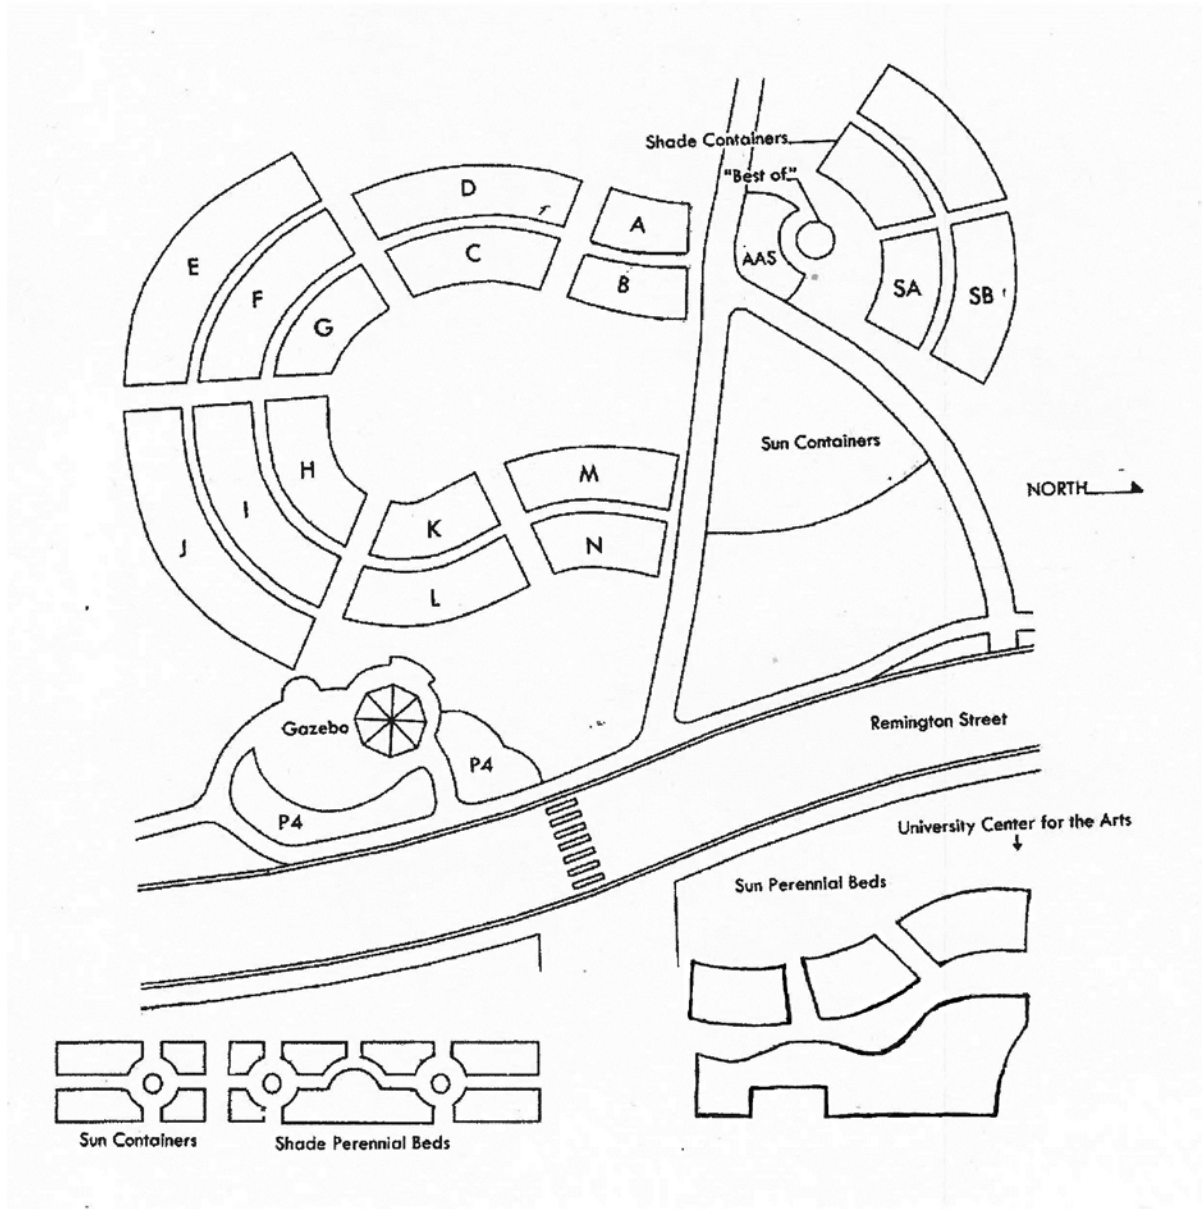 Shade Containers
"Best of"
D
A
E
C
B
AAS
F
SA
SB
G
Sun Containers
H
M
NORTH
I
K
J
N
L
Gazebo
Remington Street
P4
P4
University Center for the Arts
Sun Perennial Beds
Sun Containers
Shade Perennial Beds